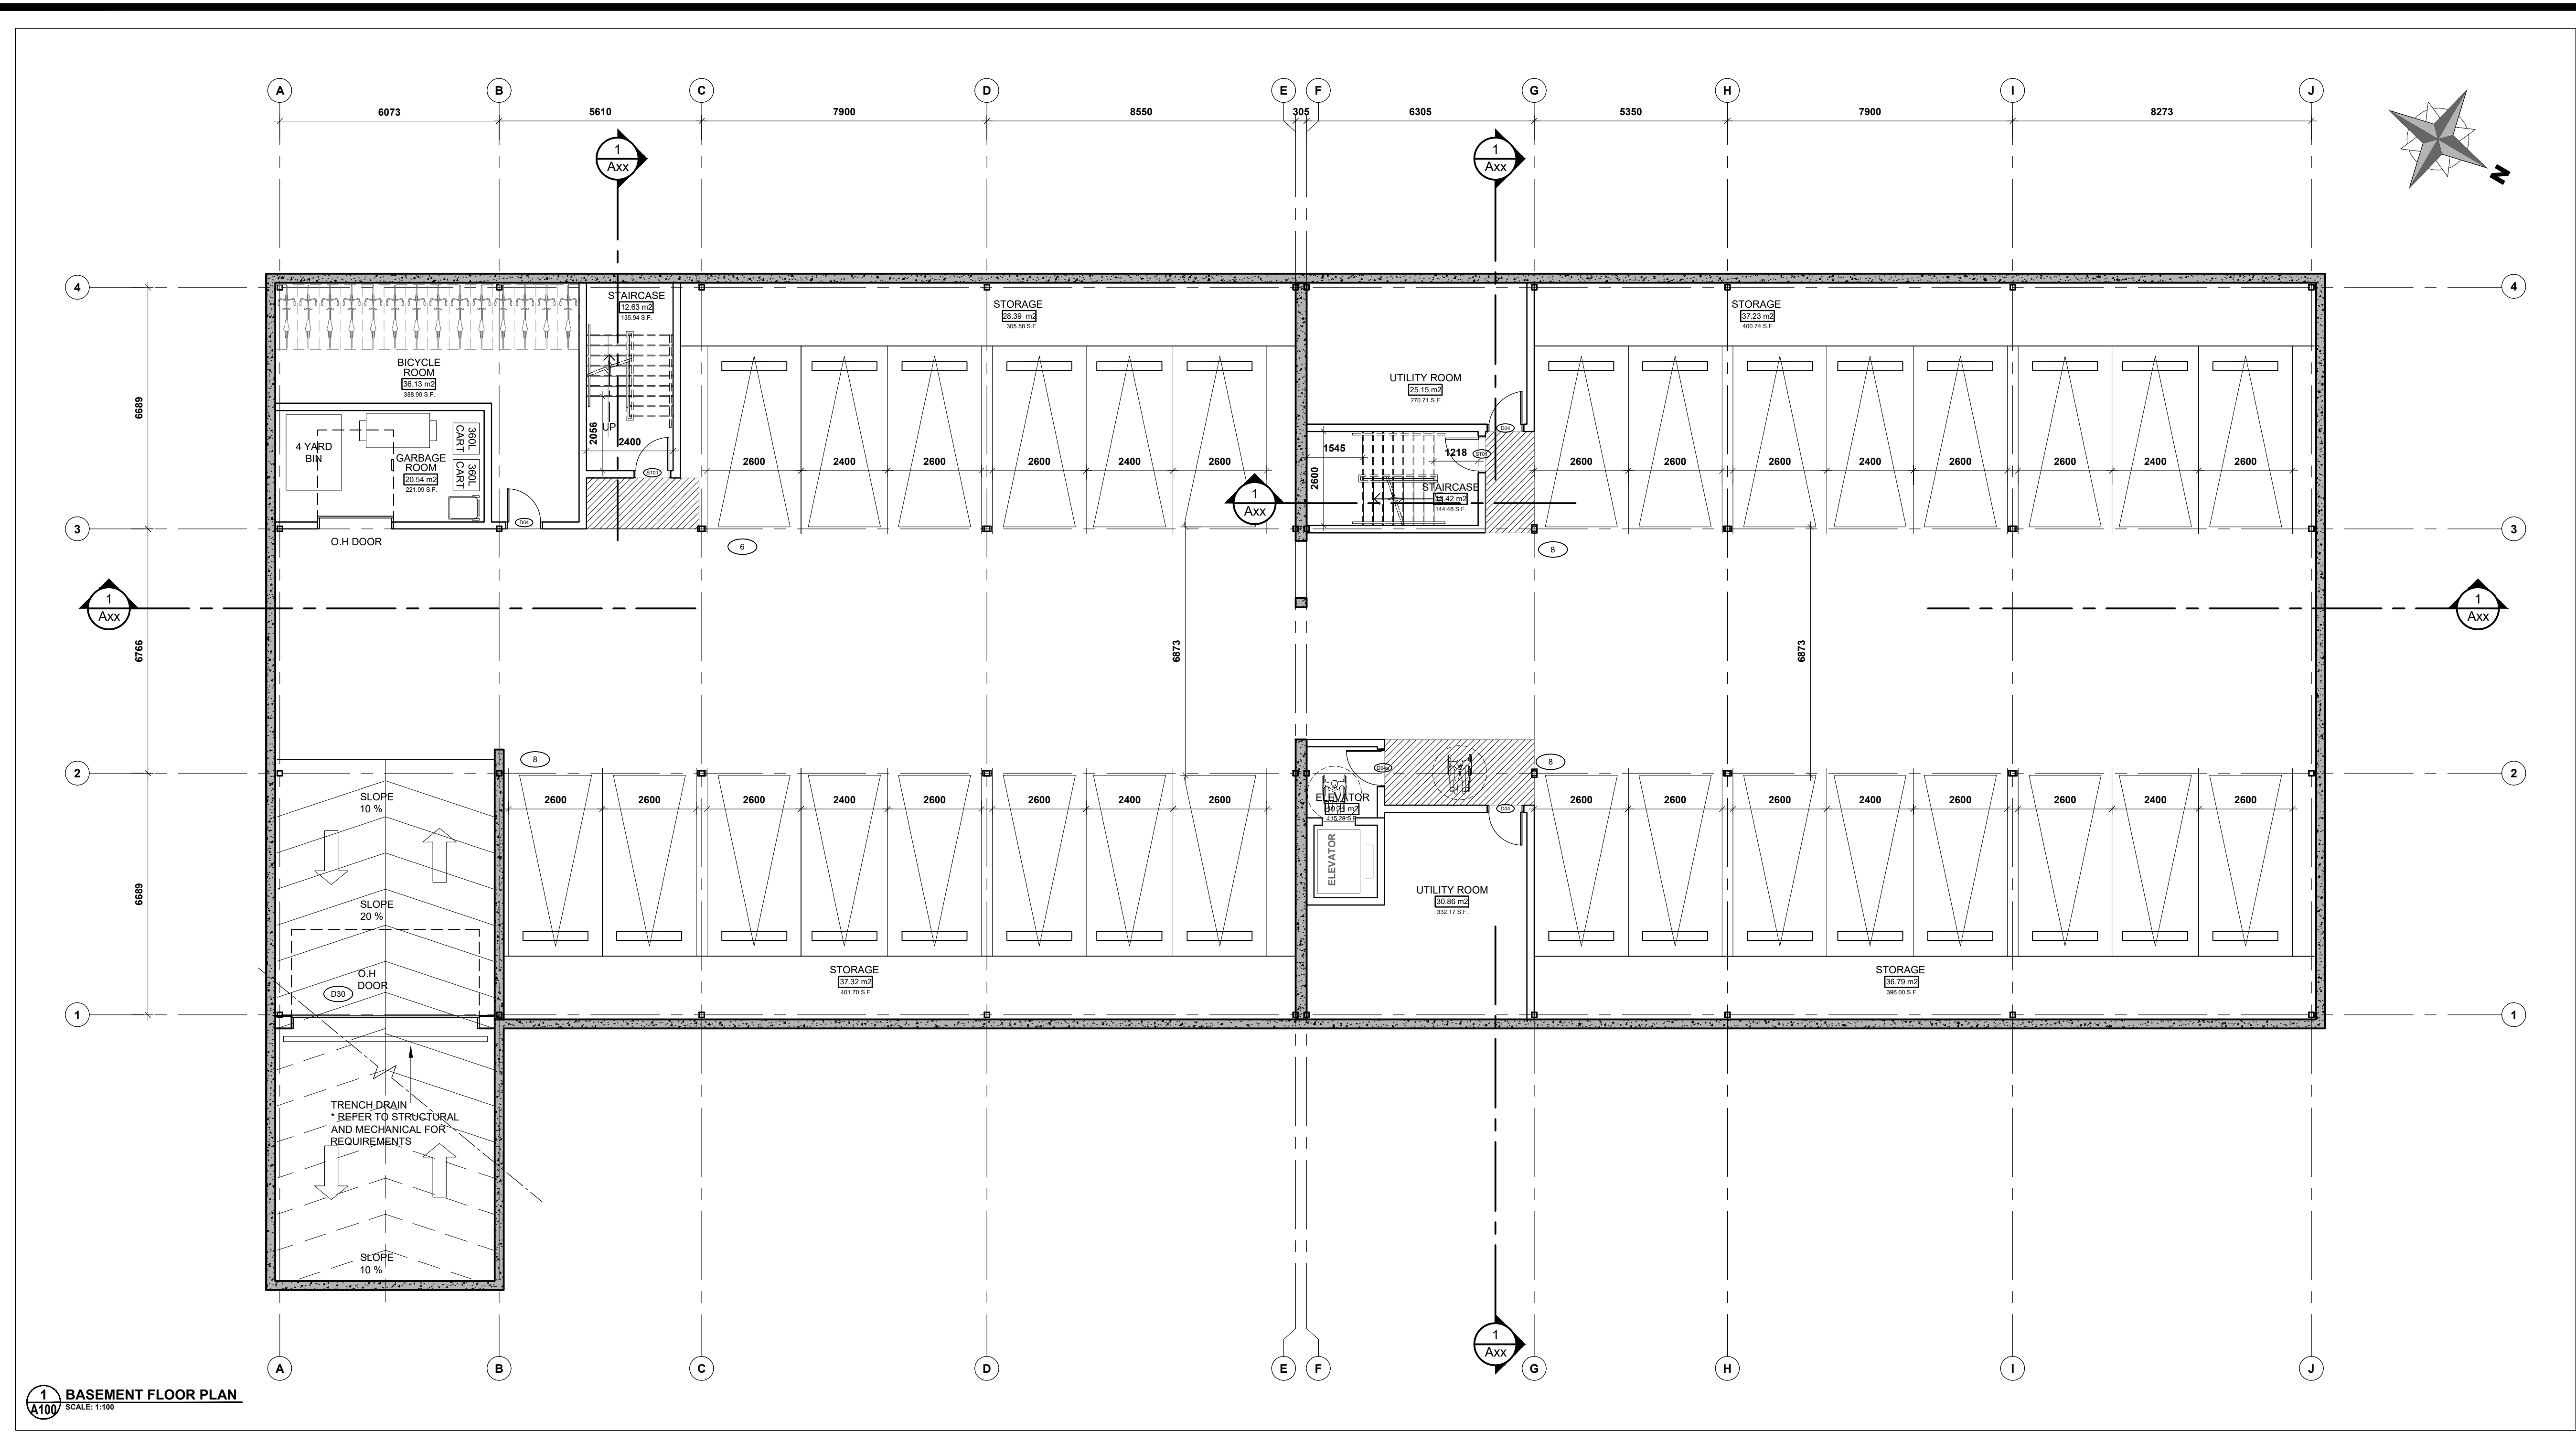 A B C D E F G H I J
6073 5610 7900 8550 305 6305 5350 7900 8273
1
Axx
1
Axx
N
4
4
STAIRCASE
12.63 m2
135.94 S.F.
STORAGE
28.39 m2
305.58 S.F.
STORAGE
37.23 m2
400.74 S.F.
BICYCLE
ROOM
36.13 m2
388.90 S.F.
UTILITY ROOM
25.15 m2
270.71 S.F.
6689
2056
UP
2400
D04
4 YARD
BIN
360L
CART
360L
CART
GARBAGE
ROOM
20.54 m2
221.09 S.F.
ST01
2600 2400 2600 2600 2400 2600
1545
1218
2600
2600 2600 2600 2400 2600 2600 2400 2600
STAIRCASE
144.46 S.F.
1
Axx
D04
3
3
O.H DOOR
6
8
1
Axx
1
Axx
6766
6873
6873
8
8
2
2
SLOPE
10 %
2600 2600 2600 2400 2600 2600 2400 2600
ELEVATOR
D04
2600 2600 2600 2400 2600 2600 2400 2600
ELEVATOR
6689
SLOPE
20 %
UTILITY ROOM
30.86 m2
332.17 S.F.
O.H
DOOR
D30
STORAGE
37.32 m2
401.70 S.F.
STORAGE
36.79 m2
396.00 S.F.
1
1
TRENCH DRAIN
* REFER TO STRUCTURAL
AND MECHANICAL FOR
REQUIREMENTS
SLOPE
10 %
1
Axx
A B C D E F G H I J
1
A100
BASEMENT FLOOR PLAN
SCALE: 1:100